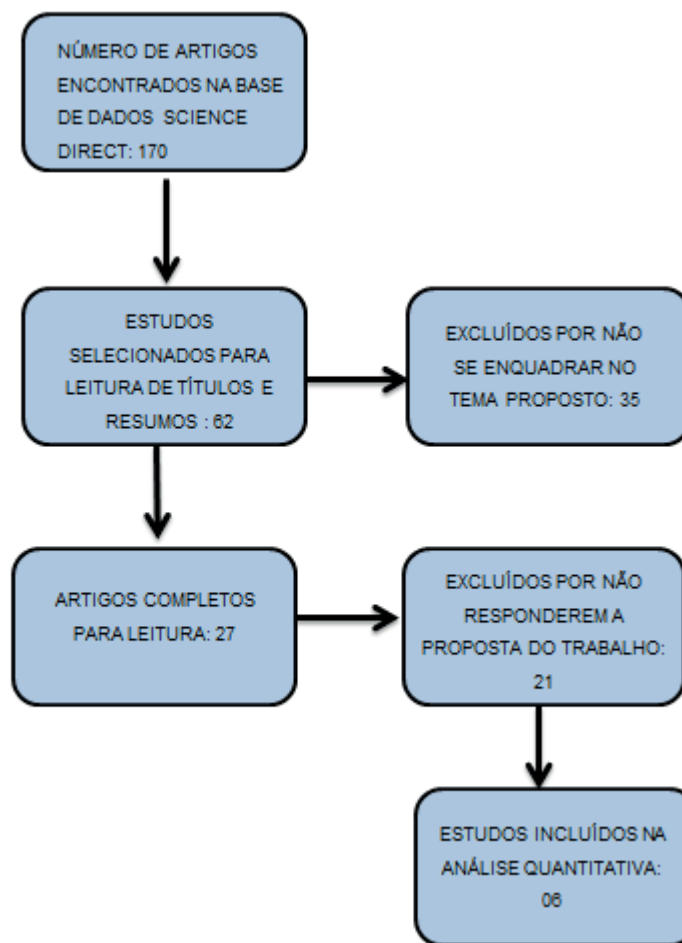 NÚMERO DE ARTIGOS
ENCONTRADOS NA BASE
DE DADOS SCIENCE
DIRECT: 170
ESTUDOS
SELECIONADOS PARA
LEITURA DE TÍTULOS E
RESUMOS : 62
EXCLUÍDOS POR NÃO
SE ENQUADRAR NO
TEMA PROPOSTO: 35
ARTIGOS COMPLETOS
PARA LEITURA: 27
EXCLUÍDOS POR NÃO
RESPONDEREM A
PROPOSTA DO TRABALHO:
21
ESTUDOS INCLUÍDOS NA
ANÁLISE QUANTITATIVA:
06